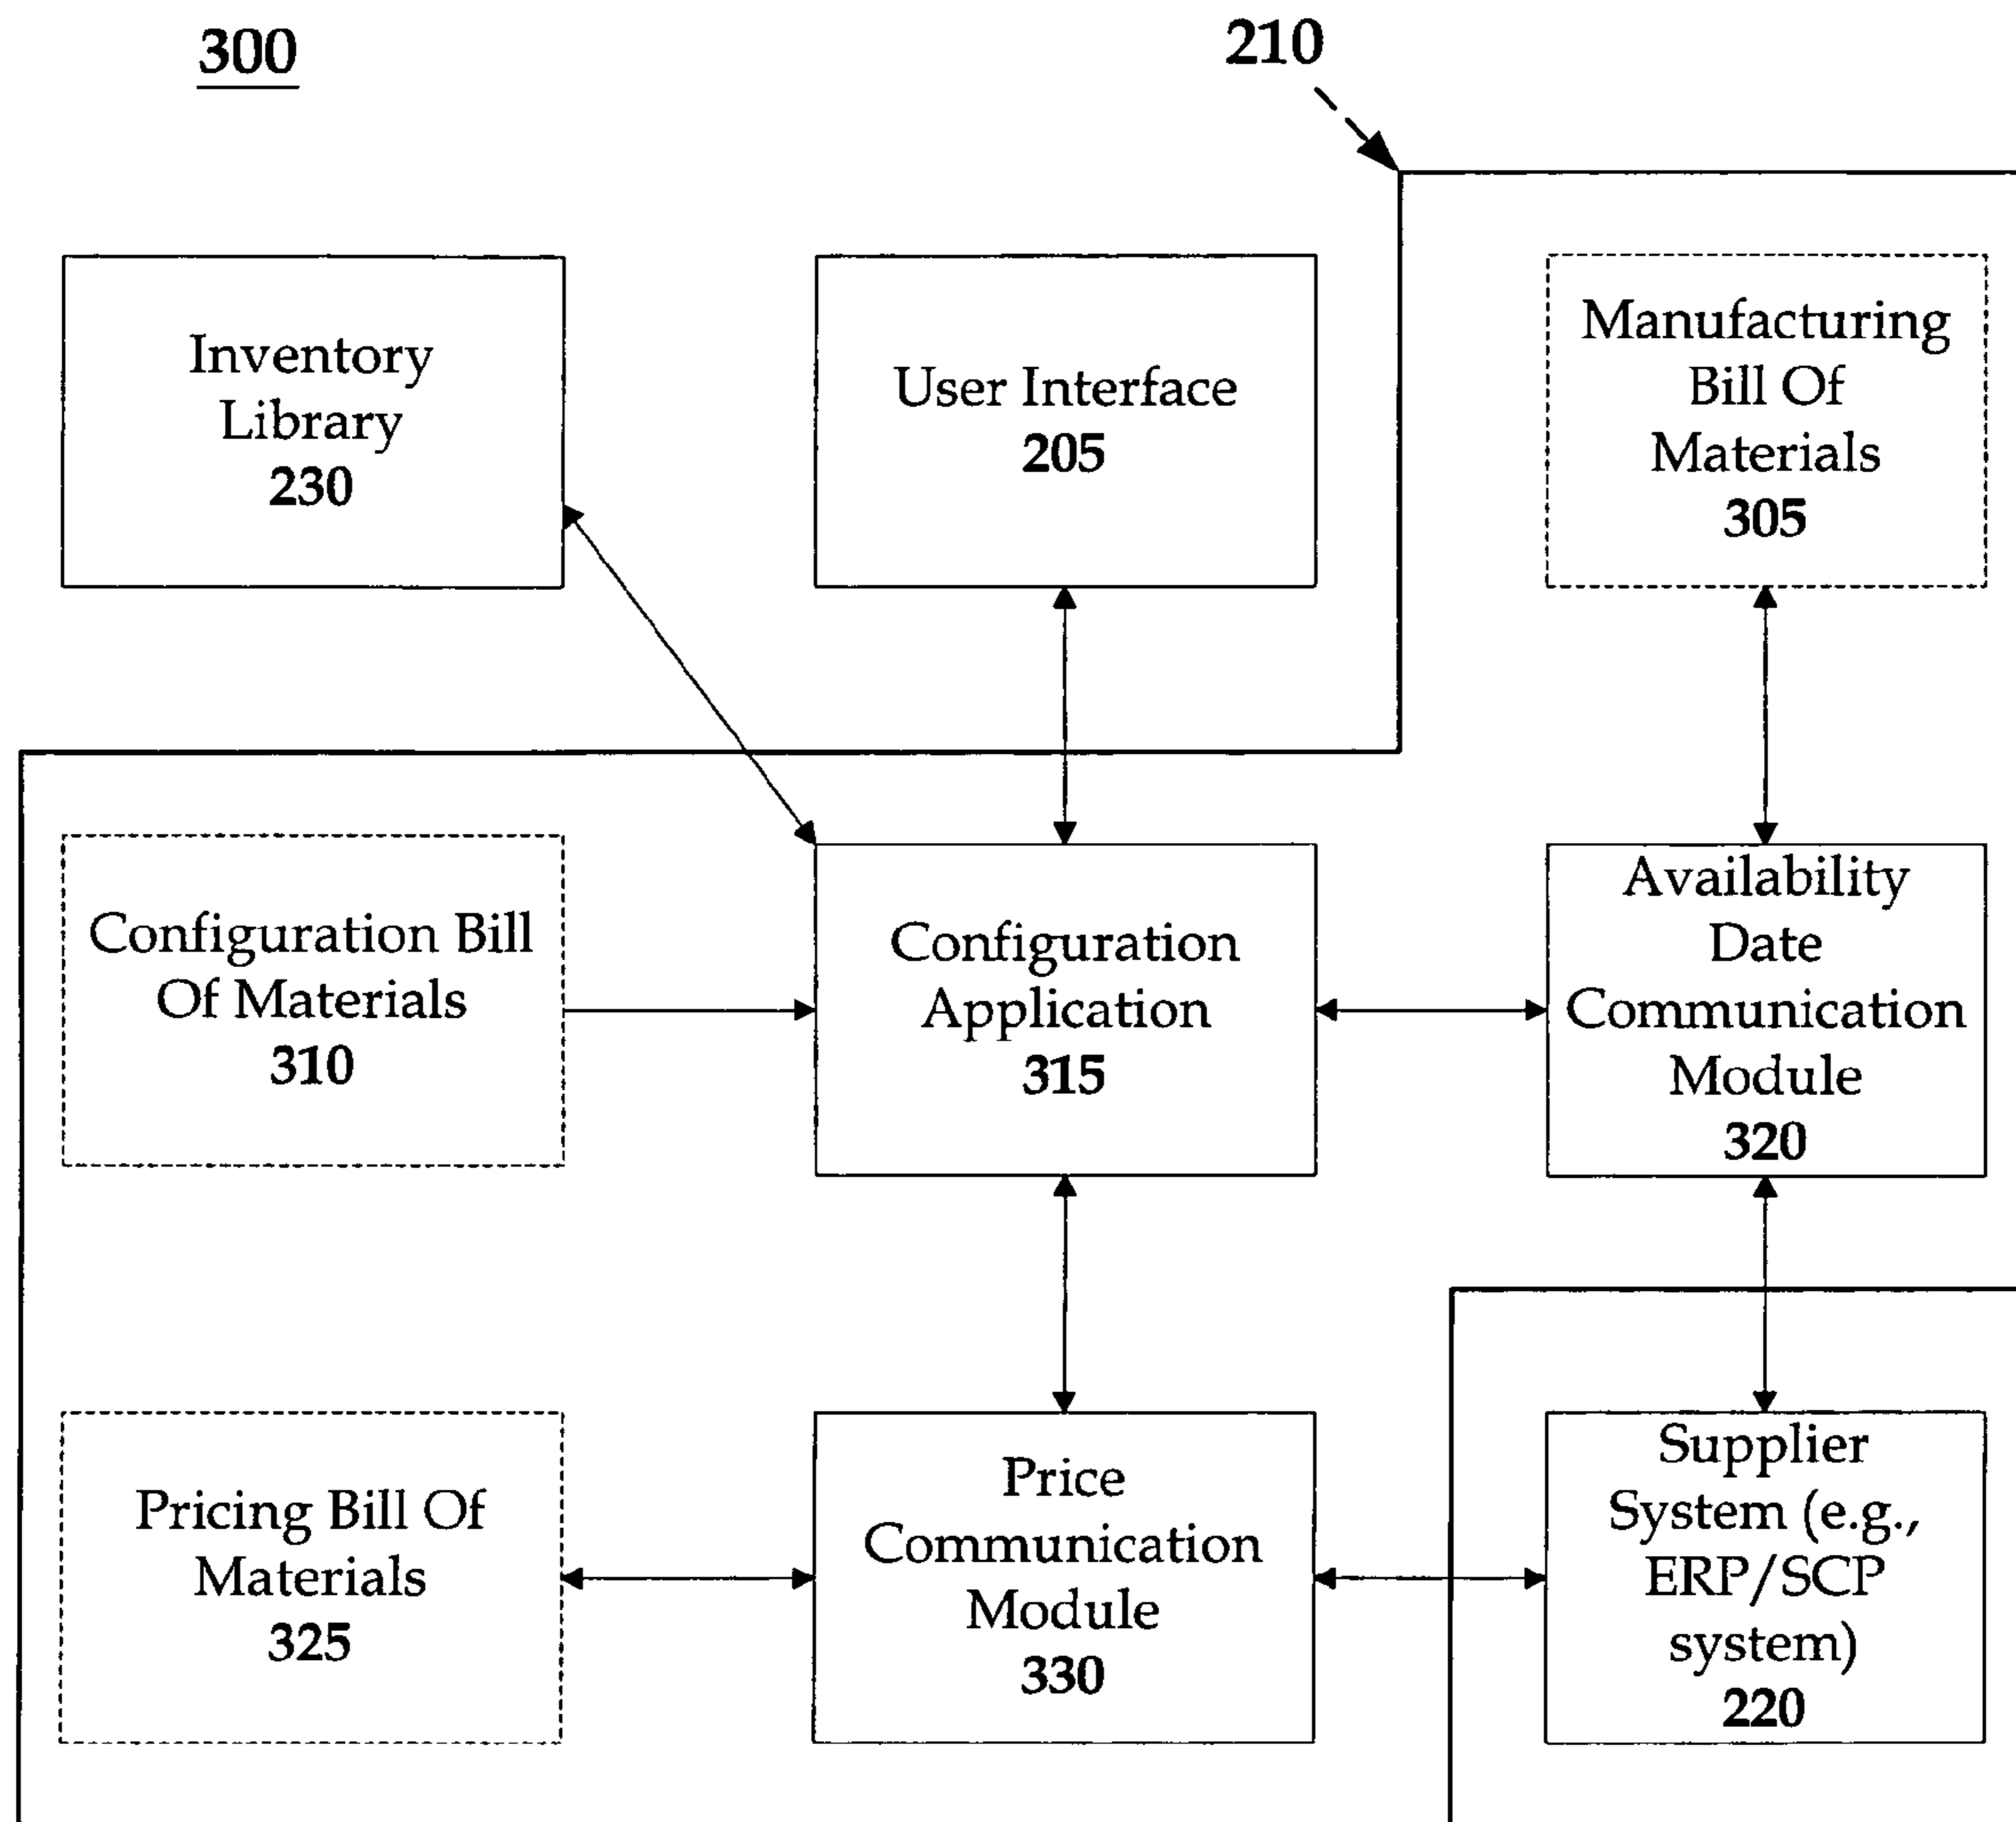 300
210
Inventory
Library
230
User Interface
205
Manufacturing
Bill Of
Materials
305
Configuration Bill
Of Materials
310
Configuration
Application
315
Availability
Date
Communication
Module
320
Pricing Bill Of
Materials
325
Price
Communication
Module
330
Supplier
System (e.g.,
ERP/SCP
system)
220